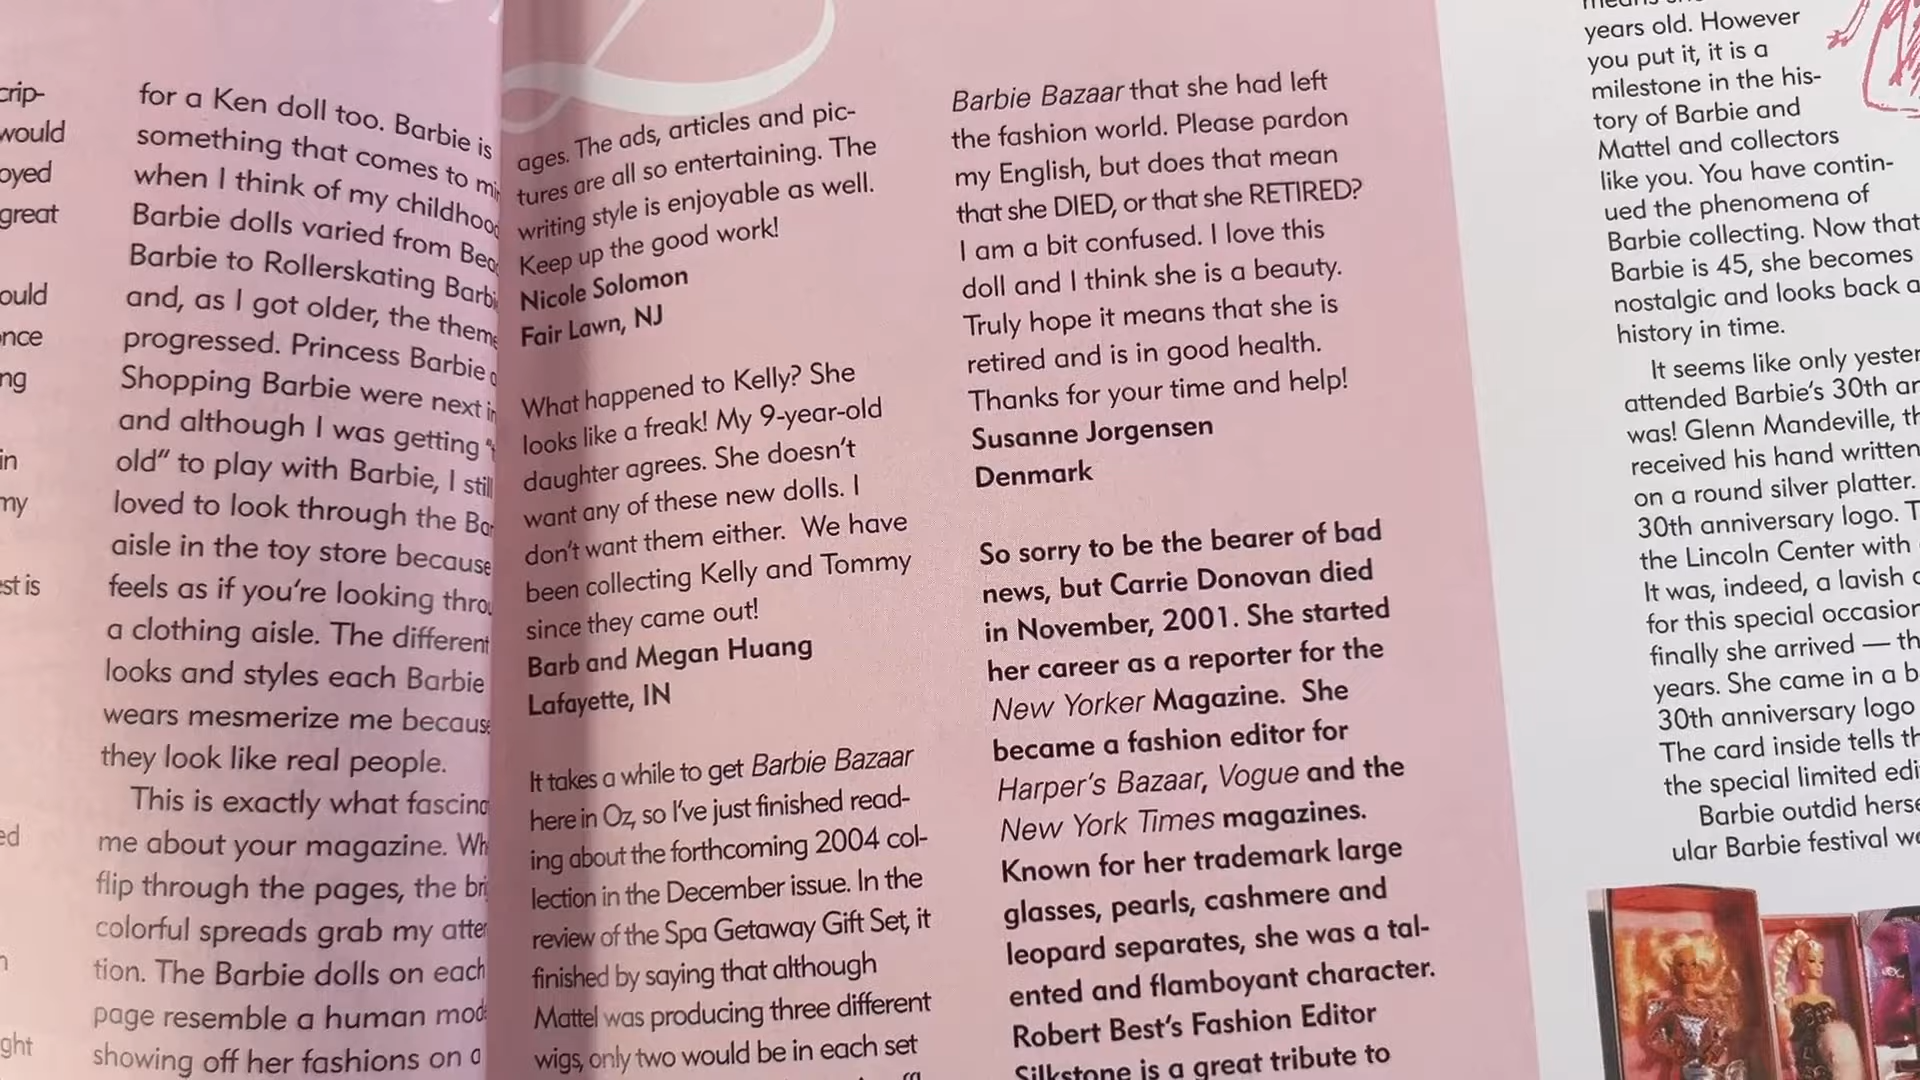 crip-
would
oyed
great
ould
once
ng
in
my
est is
ed
ght
for a Ken doll too. Barbie is
something that comes to
when I think of my childhood
Barbie dolls varied from
Barbie to Rollerskating
and, as I got older, the
progressed. Princess Barbie
Shopping Barbie were next
and although I was getting
old" to play with Barbie, I still
loved to look through the
aisle in the toy store because
feels as if you're looking
a clothing aisle. The different
looks and styles each Barbie
wears mesmerize me because
they look like real people.
This is exactly what
me about your magazine.
flip through the pages, the
colorful spreads grab my
tion. The Barbie dolls on each
page resemble a human
showing off her fashions on a
ages. The ads, articles and pic-
tures are all so entertaining. The
writing style is enjoyable as well.
Keep up the good work!
Nicole Solomon
Fair Lawn, NJ
What happened to Kelly? She
looks like a freak! My 9-year-old
daughter agrees. She doesn't
want any of these new dolls. I
don't want them either. We have
been collecting Kelly and Tommy
since they came out!
Barb and Megan Huang
Lafayette, IN
It takes a while to get Barbie Bazaar
here in Oz, so I've just finished read-
ing about the forthcoming 2004 col-
lection in the December issue. In the
review of the Spa Getaway Gift Set, it
finished by saying that although
Mattel was producing three different
wigs, only two would be in each set
Barbie Bazaar that she had left
the fashion world. Please pardon
my English, but does that mean
that she DIED, or that she RETIRED?
I am a bit confused. I love this
doll and I think she is a beauty.
Truly hope it means that she is
retired and is in good health.
Thanks for your time and help!
Susanne Jorgensen
Denmark
So sorry to be the bearer of bad
news, but Carrie Donovan died
in November, 2001. She started
her career as a reporter for the
New Yorker Magazine. She
became a fashion editor for
Harper's Bazaar, Vogue and the
New York Times magazines.
Known for her trademark large
glasses, pearls, cashmere and
leopard separates, she was a tal-
ented and flamboyant character.
Robert Best's Fashion Editor
Silkstone is a great tribute to
years old. However
you put it, it is a
milestone in the his-
tory of Barbie and
Mattel and collectors
like you. You have contin-
ued the phenomena of
Barbie collecting. Now that
Barbie is 45, she becomes
nostalgic and looks back
history in time.
It seems like only
attended Barbie's 30th
was! Glenn Mandeville,
received his hand written
on a round silver platter.
30th anniversary logo.
the Lincoln Center with
It was, indeed, a lavish
for this special occasion
finally she arrived —
years. She came in a
30th anniversary logo
The card inside tells
the special limited
Barbie outdid
ular Barbie festival